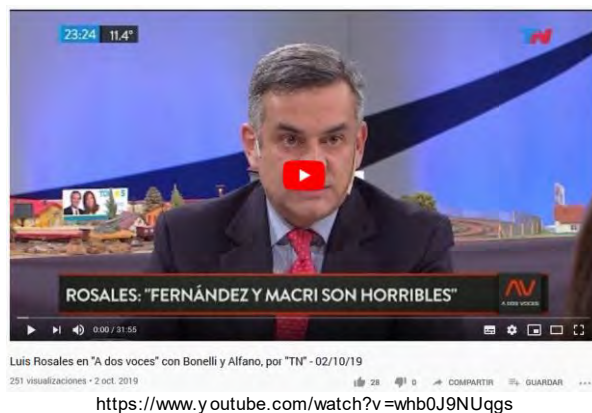 23:24 11.4°
TN
ROSALES: "FERNÁNDEZ Y MACRI SON HORRIBLES"
AV
A DOS VOCES
0:00 / 31:55
Luis Rosales en "A dos voces" con Bonelli y Alfano, por "TN" - 02/10/19
251 visualizaciones • 2 oct. 2019
28 0 COMPARTIR GUARDAR ...
https://www.youtube.com/watch?v=whb0J9NUqgs